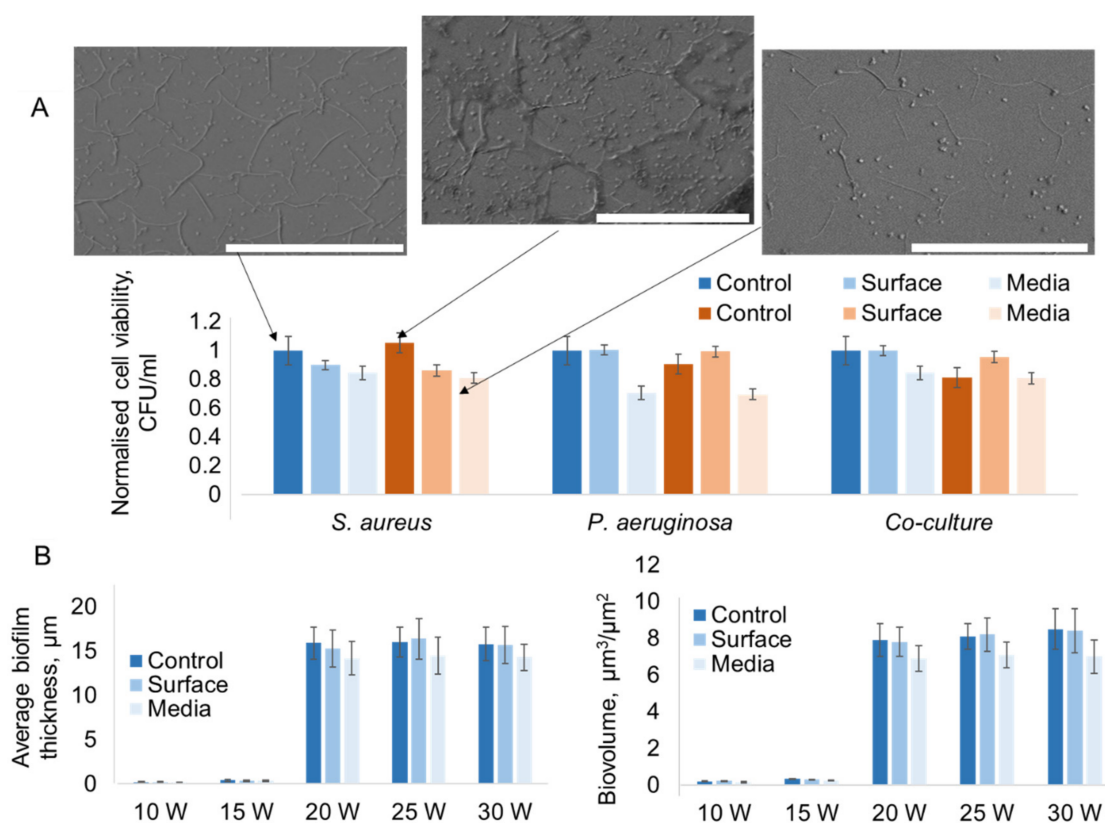 A
Control Surface Media
Control Surface Media
Normalised cell viability,
CFU/ml
1.2
1
0.8
0.6
0.4
0.2
0
S. aureus P. aeruginosa Co-culture
B
Average biofilm
thickness, µm
20
15
10
5
0
Control
Surface
Media
10 W 15 W 20 W 25 W 30 W
Biovolume, µm³/µm²
12
10
8
6
4
2
0
Control
Surface
Media
10 W 15 W 20 W 25 W 30 W